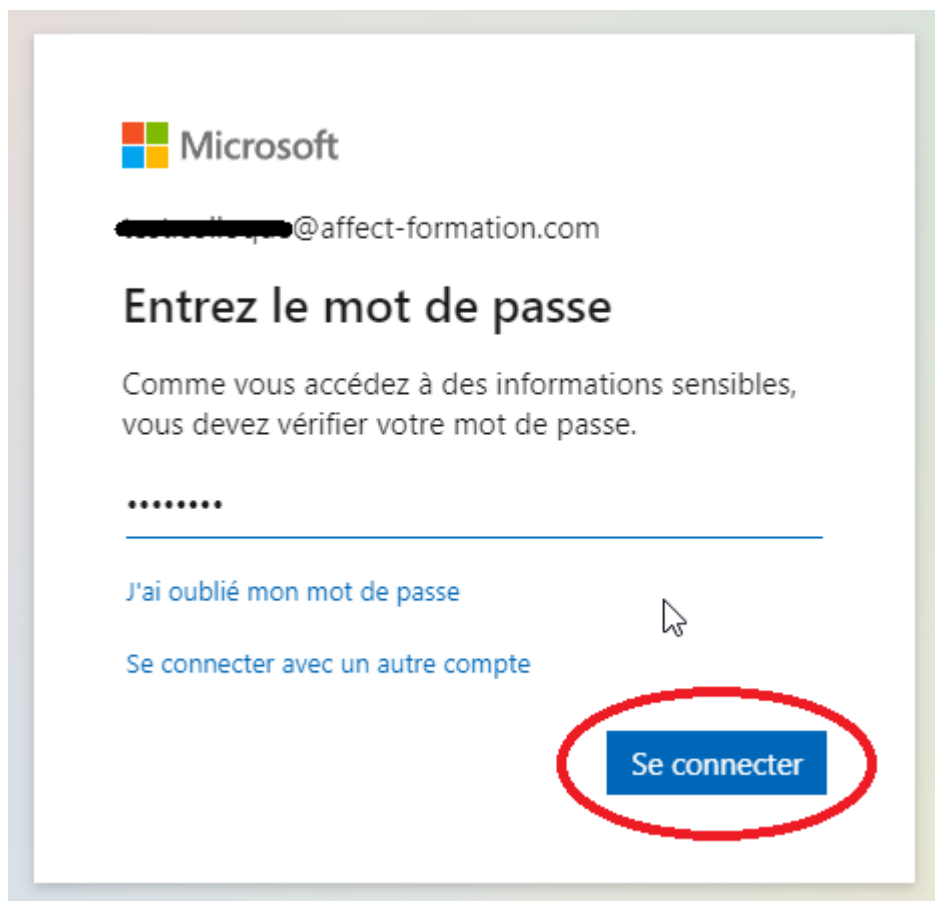 Microsoft
@affect-formation.com
Entrez le mot de passe
Comme vous accédez à des informations sensibles,
vous devez vérifier votre mot de passe.
••••••••
J'ai oublié mon mot de passe
Se connecter avec un autre compte
Se connecter